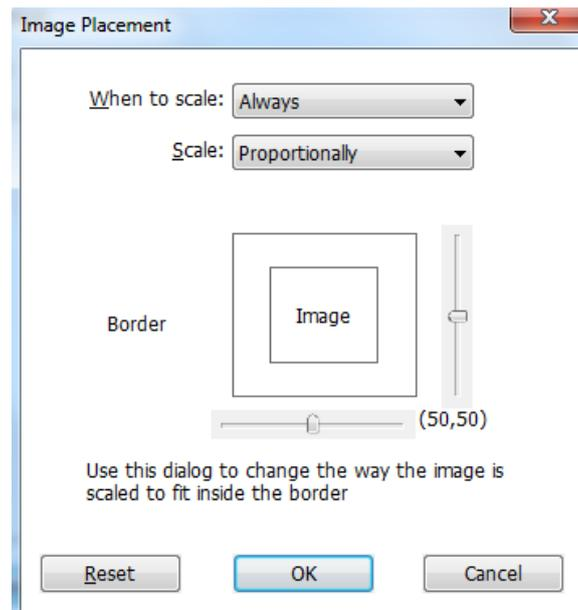 Image Placement
When to scale: Always
Scale: Proportionally
Border
Image
(50,50)
Use this dialog to change the way the image is
scaled to fit inside the border
Reset OK Cancel